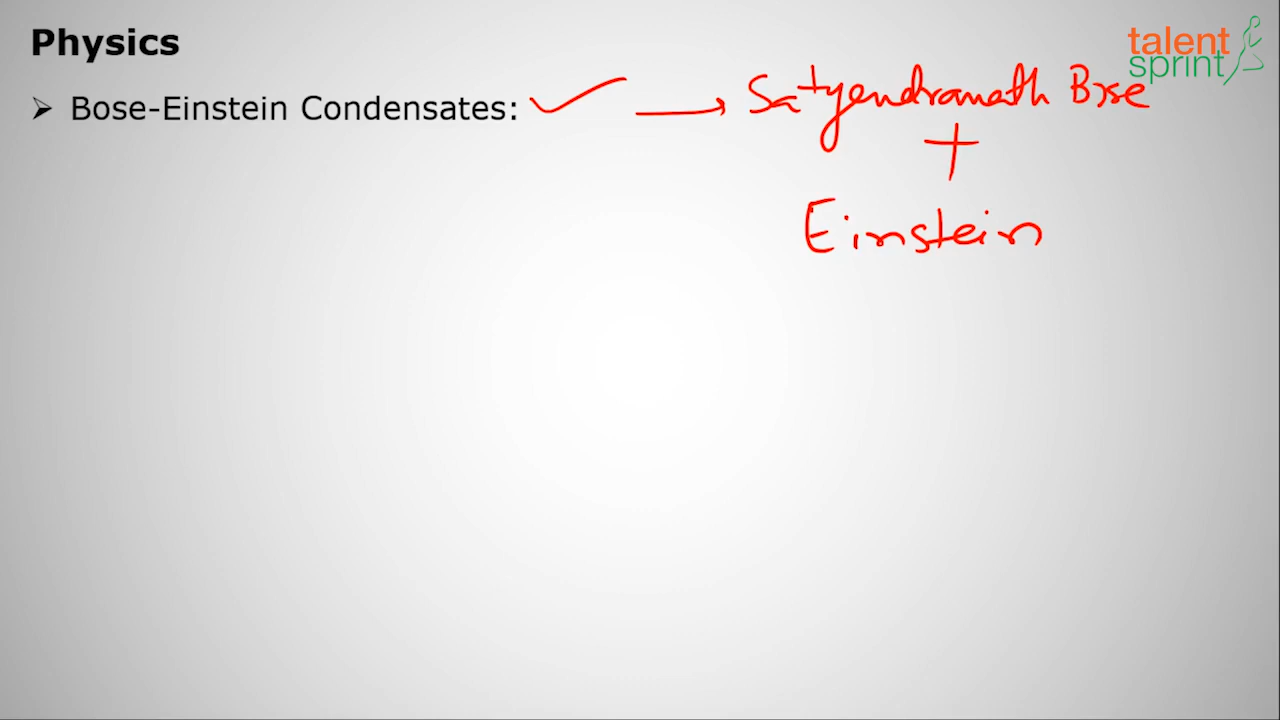 Physics
talent
sprint
➢ Bose-Einstein Condensates: ✓ → Satyendranath Bose
+
Einstein